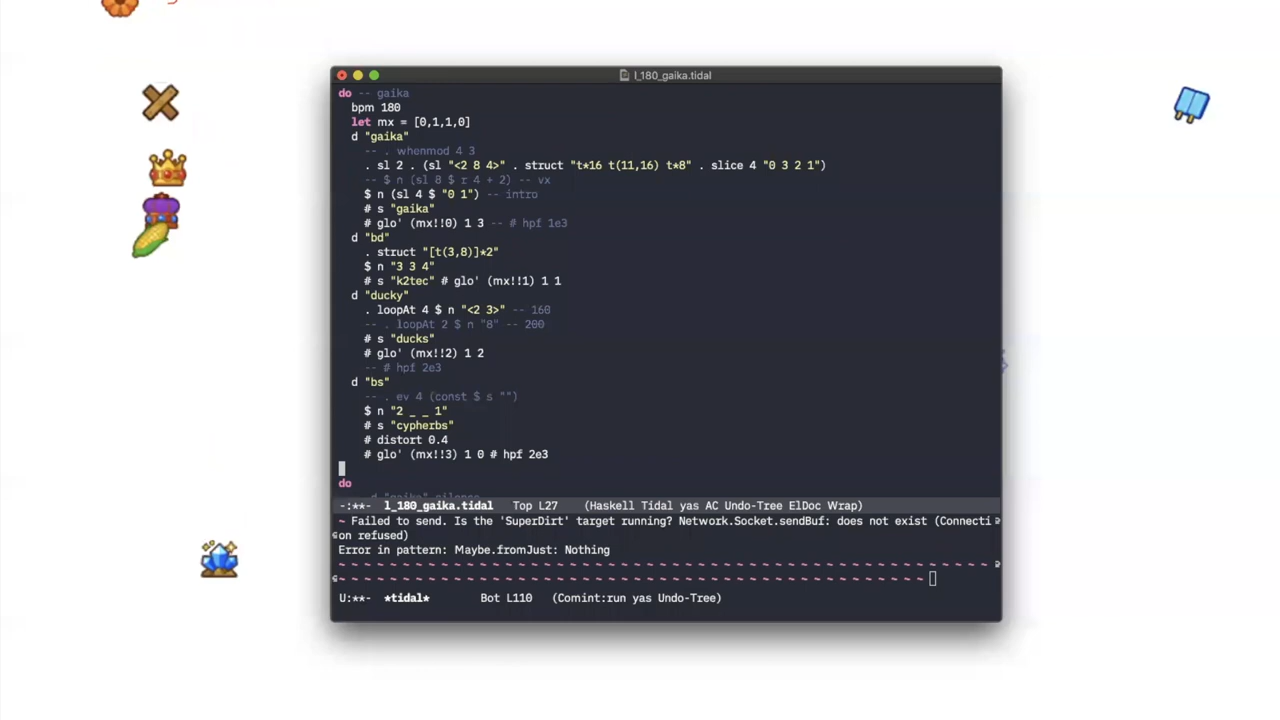 l_180_gaika.tidal
do -- gaika
bpm 180
let mx = [0,1,1,0]
d "gaika"
-- . whenmod 4 3
. sl 2 . (sl "<2 8 4>" . struct "t*16 t(11,16) t*8" . slice 4 "0 3 2 1")
-- $ n (sl 8 $ r 4 + 2) -- vx
$ n (sl 4 $ "0 1") -- intro
# s "gaika"
# glo' (mx!!0) 1 3 -- # hpf 1e3
d "bd"
. struct "[t(3,8)]*2"
$ n "3 3 4"
# s "k2tec" # glo' (mx!!1) 1 1
d "ducky"
. loopAt 4 $ n "<2 3>" -- 160
-- . loopAt 2 $ n "8" -- 200
# s "ducks"
# glo' (mx!!2) 1 2
-- # hpf 2e3
d "bs"
-- . ev 4 (const $ s "")
$ n "2 _ _ 1"
# s "cypherbs"
# distort 0.4
# glo' (mx!!3) 1 0 # hpf 2e3
do
-:**- l_180_gaika.tidal Top L27 (Haskell Tidal yas AC Undo-Tree ElDoc Wrap)
~ Failed to send. Is the 'SuperDirt' target running? Network.Socket.sendBuf: does not exist (Connecti
on refused)
Error in pattern: Maybe.fromJust: Nothing
~ ~ ~ ~ ~ ~ ~ ~ ~ ~ ~ ~ ~ ~ ~ ~ ~ ~ ~ ~ ~ ~ ~ ~ ~ ~ ~ ~ ~ ~ ~ ~ ~ ~ ~ ~ ~ ~ ~ ~ ~ ~ ~ ~ ~ ~ ~ ~ ~ ~
~ ~ ~ ~ ~ ~ ~ ~ ~ ~ ~ ~ ~ ~ ~ ~ ~ ~ ~ ~ ~ ~ ~ ~ ~ ~ ~ ~ ~ ~ ~ ~ ~ ~ ~ ~ ~ ~ ~ ~ ~ ~ ~ ~ ~
U:**- *tidal* Bot L110 (Comint:run yas Undo-Tree)